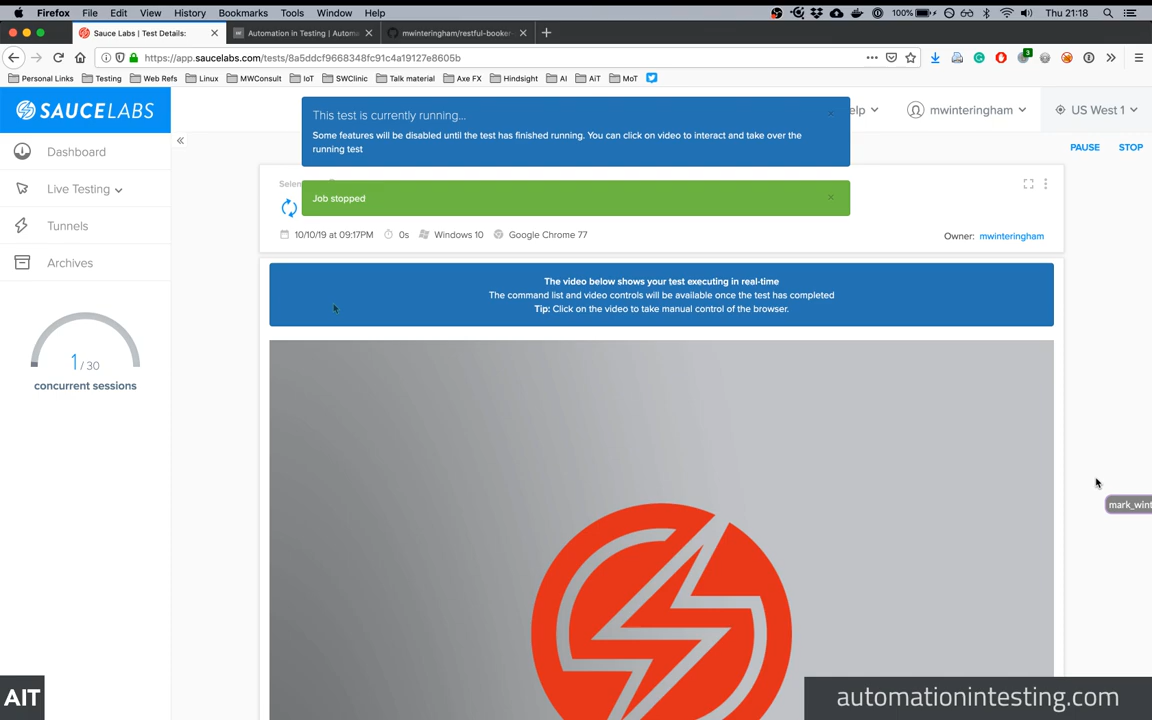 Firefox File Edit View History Bookmarks Tools Window Help 100% Thu 21:18
Sauce Labs | Test Details: Automation in Testing | Automa mwinteringham/restful-booker-
https://app.saucelabs.com/tests/8a5ddcf9668348fc91c4a19127e8605b
Personal Links Testing Web Refs Linux MWConsult IoT SWClinic Talk material Axe FX Hindsight AI AiT MoT
3
SAUCELABS
Dashboard
Live Testing
Tunnels
Archives
1 / 30
concurrent sessions
This test is currently running...
Some features will be disabled until the test has finished running. You can click on video to interact and take over the
running test
elp mwinteringham US West 1
PAUSE STOP
Selen
Job stopped
10/10/19 at 09:17PM 0s Windows 10 Google Chrome 77
Owner: mwinteringham
The video below shows your test executing in real-time
The command list and video controls will be available once the test has completed
Tip: Click on the video to take manual control of the browser.
mark_wint
AIT
automationintesting.com